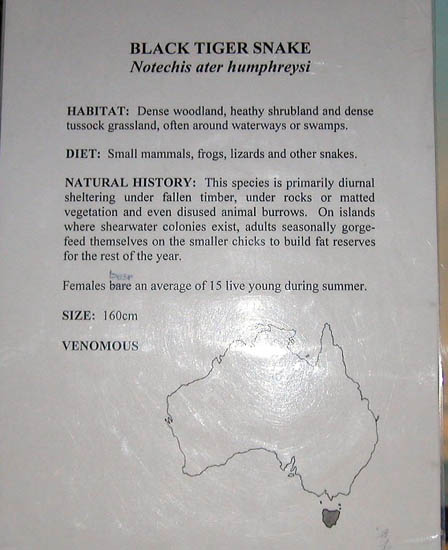 BLACK TIGER SNAKE
Notechis ater humphreysi
HABITAT: Dense woodland, heathy shrubland and dense
tussock grassland, often around waterways or swamps.
DIET: Small mammals, frogs, lizards and other snakes.
NATURAL HISTORY: This species is primarily diurnal
sheltering under fallen timber, under rocks or matted
vegetation and even disused animal burrows. On islands
where shearwater colonies exist, adults seasonally gorge-
feed themselves on the smaller chicks to build fat reserves
for the rest of the year.
bear
Females bare an average of 15 live young during summer.
SIZE: 160cm
VENOMOUS